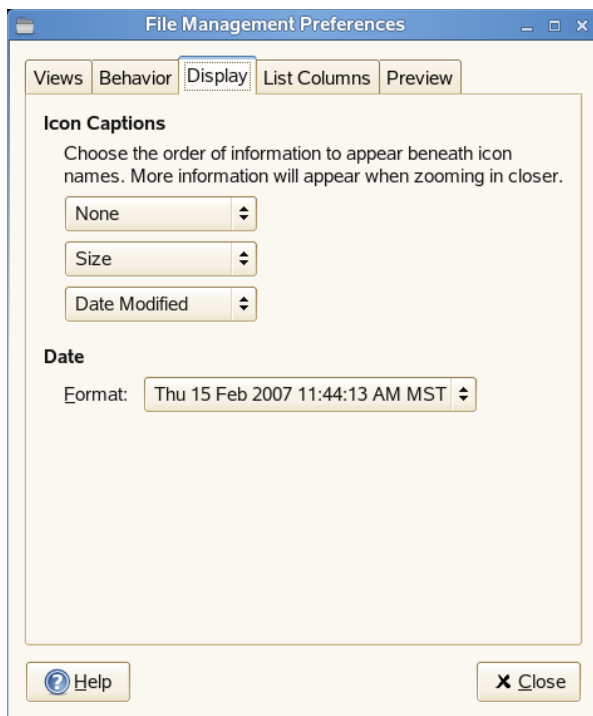 File Management Preferences
Views Behavior Display List Columns Preview
Icon Captions
Choose the order of information to appear beneath icon
names. More information will appear when zooming in closer.
None
Size
Date Modified
Date
Format: Thu 15 Feb 2007 11:44:13 AM MST
Help Close